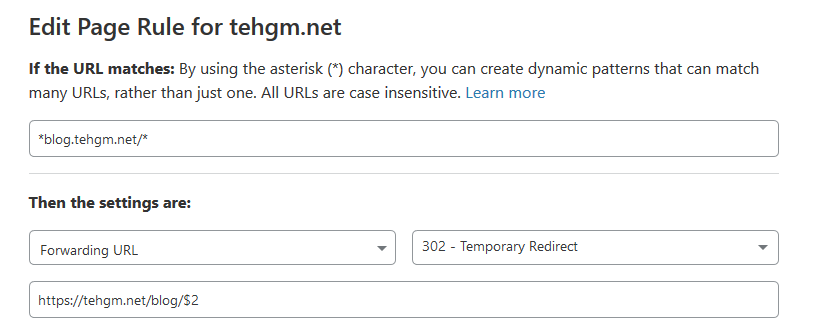 Edit Page Rule for tehgm.net
If the URL matches: By using the asterisk (*) character, you can create dynamic patterns that can match
many URLs, rather than just one. All URLs are case insensitive. Learn more
*blog.tehgm.net/*
Then the settings are:
Forwarding URL
302 - Temporary Redirect
https://tehgm.net/blog/$2